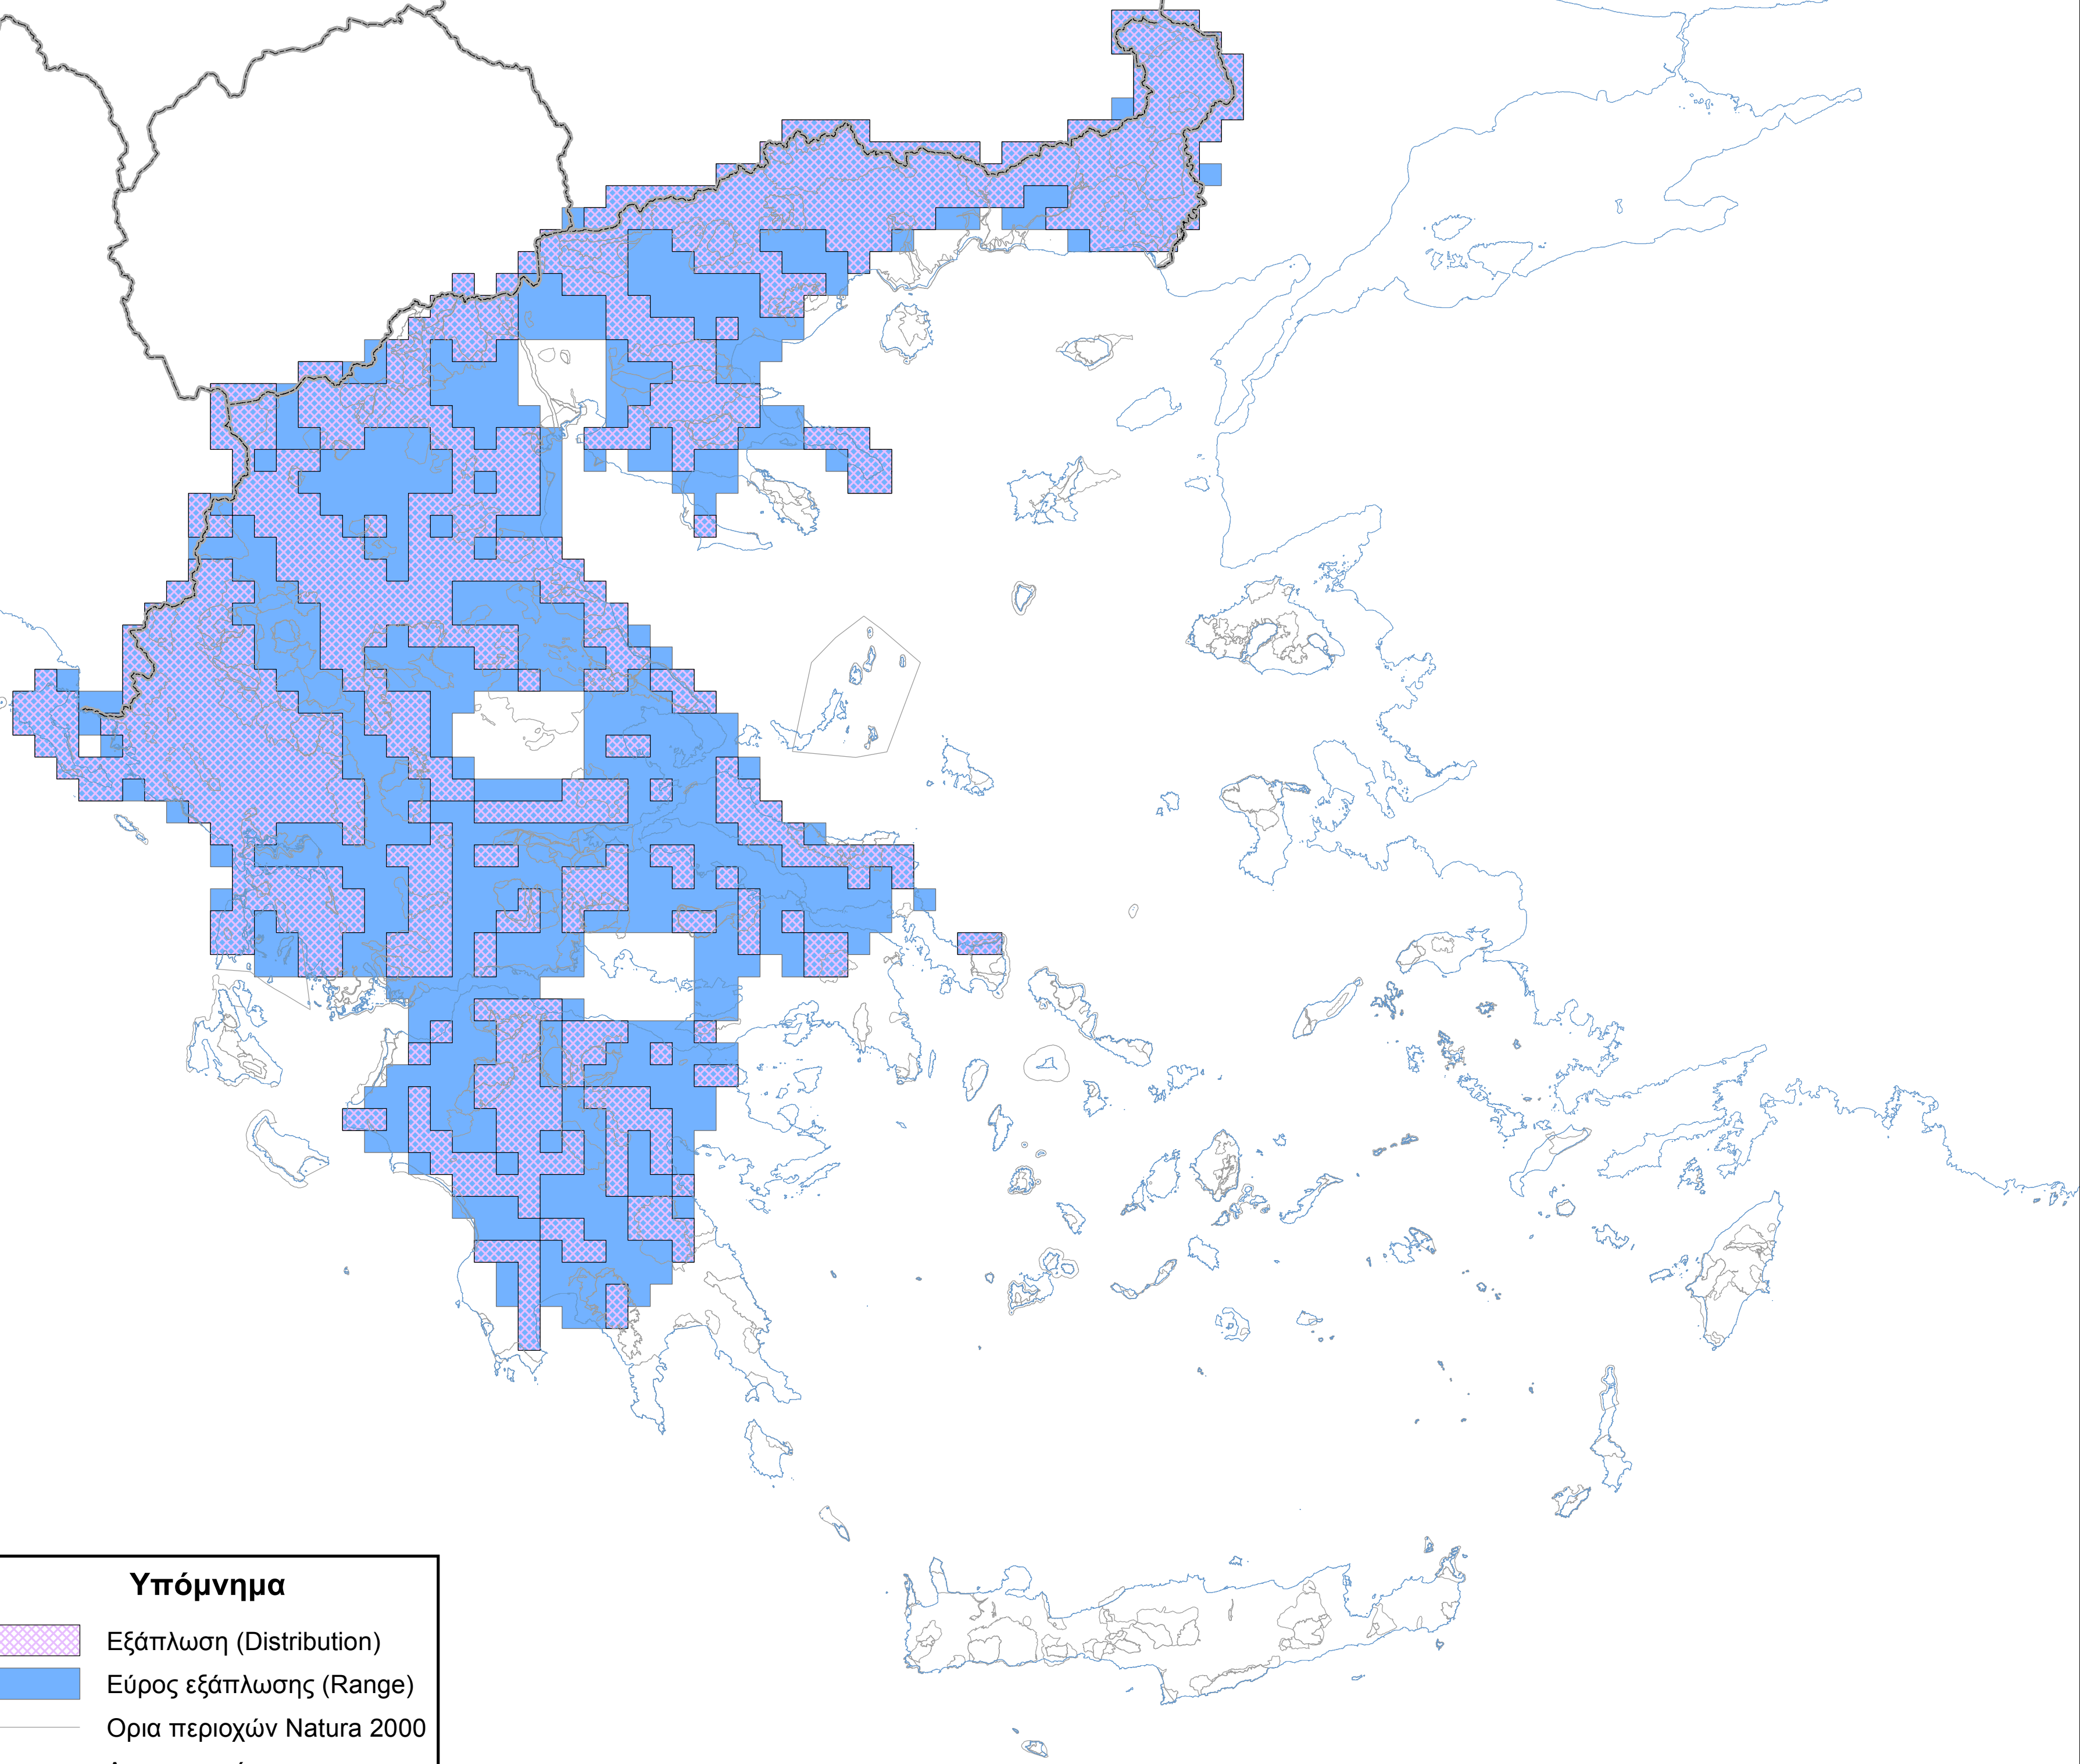 Υπόμνημα
Εξάπλωση (Distribution)
Εύρος εξάπλωσης (Range)
Ορια περιοχών Natura 2000